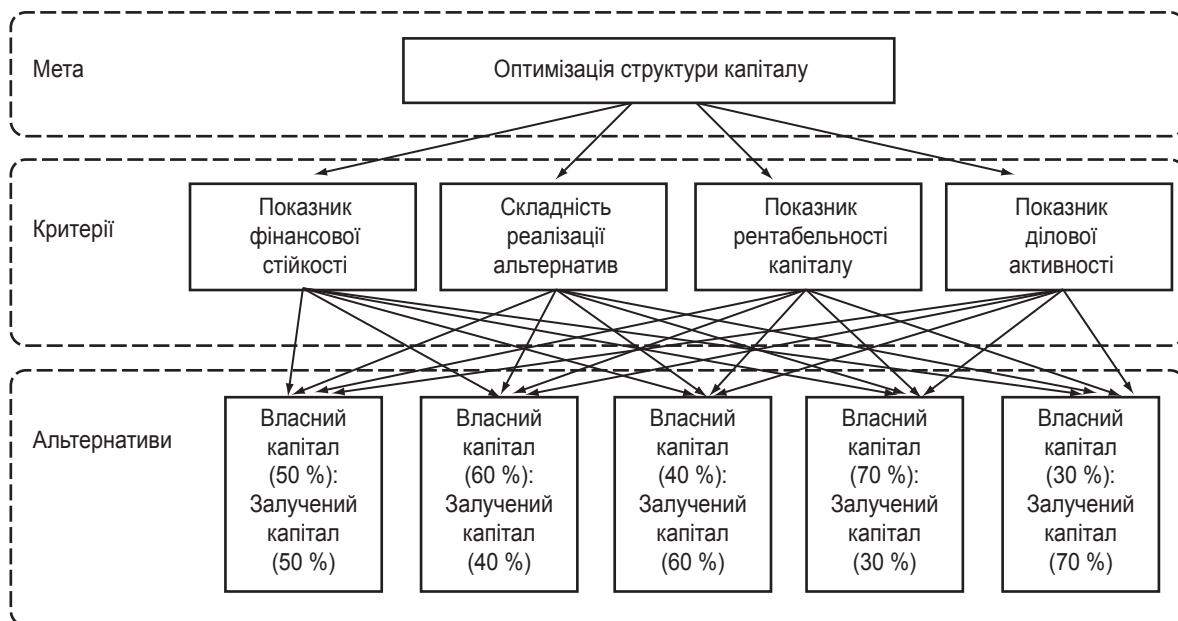 Мета
Оптимізація структури капіталу
Критерії
Показник
фінансової
стійкості
Складність
реалізації
альтернатив
Показник
рентабельності
капіталу
Показник
ділової
активності
Альтернативи
Власний
капітал
(50 %):
Залучений
капітал
(50 %)
Власний
капітал
(60 %):
Залучений
капітал
(40 %)
Власний
капітал
(40 %):
Залучений
капітал
(60 %)
Власний
капітал
(70 %):
Залучений
капітал
(30 %)
Власний
капітал
(30 %):
Залучений
капітал
(70 %)